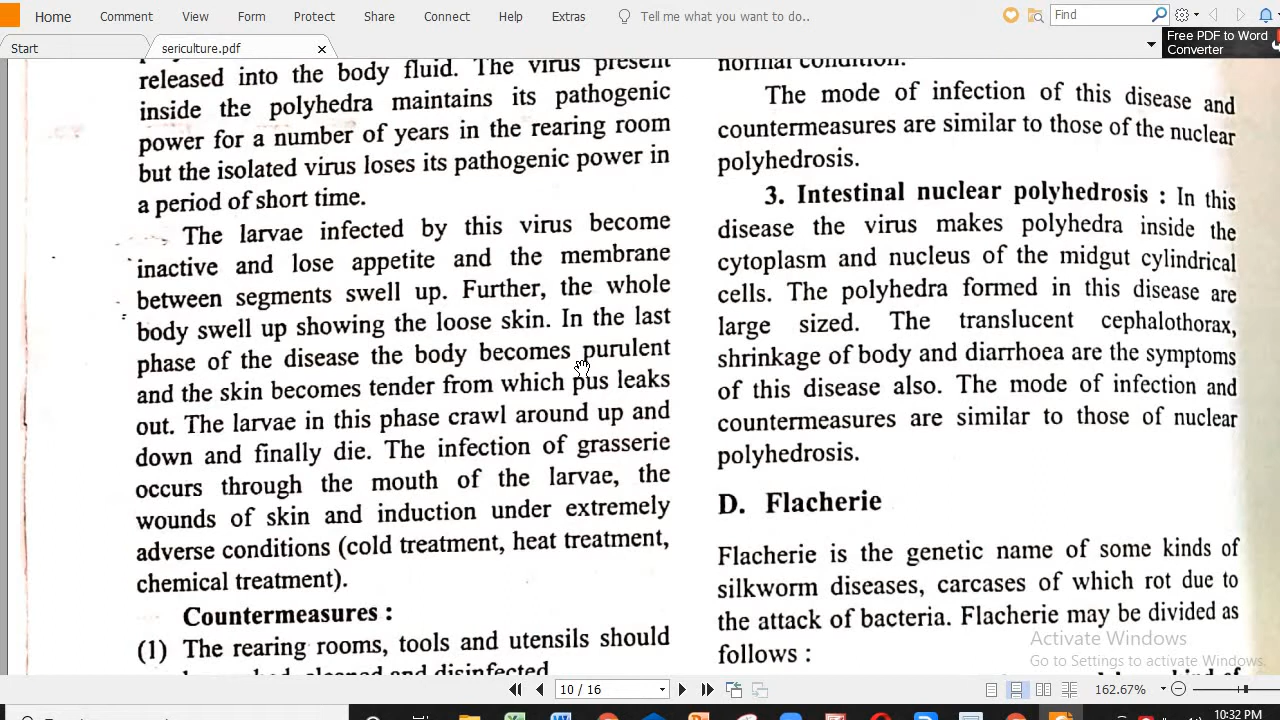 Home Comment View Form Protect Share Connect Help Extras Tell me what you want to do.. Find
Start sericulture.pdf x
Free PDF to Word
Converter
released into the body fluid. The virus present
inside the polyhedra maintains its pathogenic
power for a number of years in the rearing room
but the isolated virus loses its pathogenic power in
a period of short time.
The larvae infected by this virus become
inactive and lose appetite and the membrane
between segments swell up. Further, the whole
body swell up showing the loose skin. In the last
phase of the disease the body becomes purulent
and the skin becomes tender from which pus leaks
out. The larvae in this phase crawl around up and
down and finally die. The infection of grasserie
occurs through the mouth of the larvae, the
wounds of skin and induction under extremely
adverse conditions (cold treatment, heat treatment,
chemical treatment).
Countermeasures :
(1) The rearing rooms, tools and utensils should
cleaned and disinfected
normal condition.
The mode of infection of this disease and
countermeasures are similar to those of the nuclear
polyhedrosis.
3. Intestinal nuclear polyhedrosis : In this
disease the virus makes polyhedra inside the
cytoplasm and nucleus of the midgut cylindrical
cells. The polyhedra formed in this disease are
large sized. The translucent cephalothorax,
shrinkage of body and diarrhoea are the symptoms
of this disease also. The mode of infection and
countermeasures are similar to those of nuclear
polyhedrosis.
D. Flacherie
Flacherie is the genetic name of some kinds of
silkworm diseases, carcases of which rot due to
the attack of bacteria. Flacherie may be divided as
follows :
kind of
Activate Windows
Go to Settings to activate Windows.
10 / 16 162.67%
10:32 PM